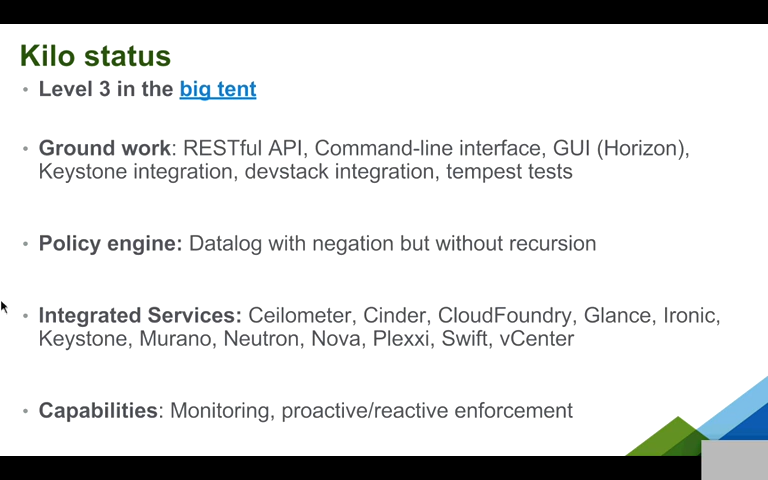 Kilo status
• Level 3 in the big tent
• Ground work: RESTful API, Command-line interface, GUI (Horizon),
Keystone integration, devstack integration, tempest tests
• Policy engine: Datalog with negation but without recursion
• Integrated Services: Ceilometer, Cinder, CloudFoundry, Glance, Ironic,
Keystone, Murano, Neutron, Nova, Plexxi, Swift, vCenter
• Capabilities: Monitoring, proactive/reactive enforcement